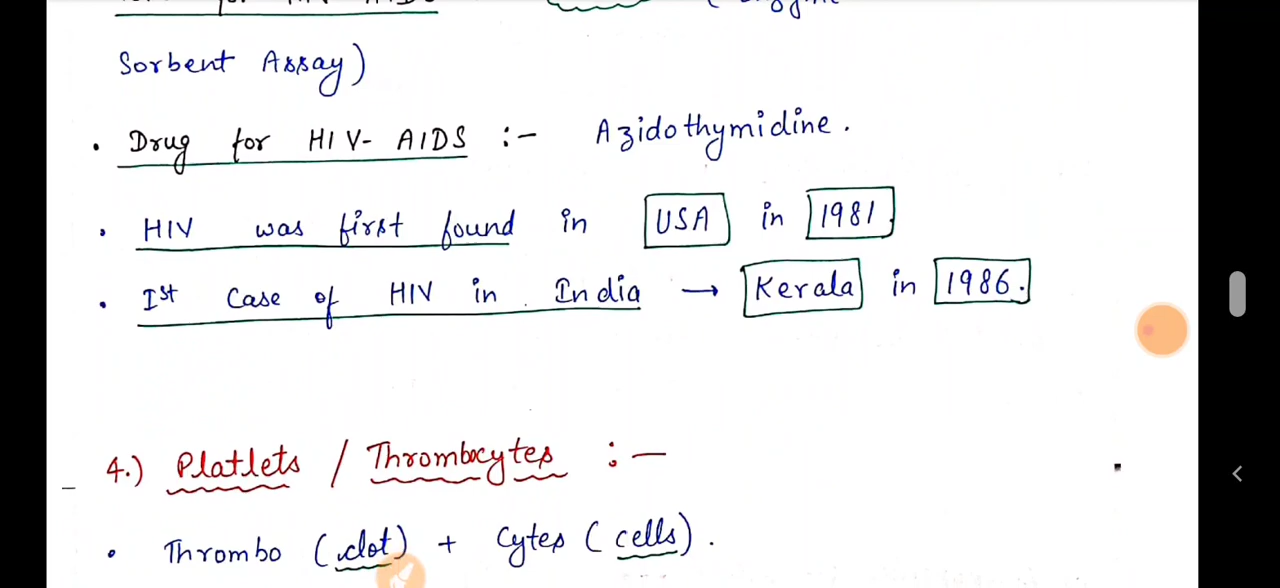 Sorbent Assay)
• Drug for HIV- AIDS :- Azidothymidine.
• HIV was first found in USA in 1981.
• Ist Case of HIV in India → Kerala in 1986.
4.) Platlets / Thrombocytes :-
• Thrombo (clot) + Cytes (cells).